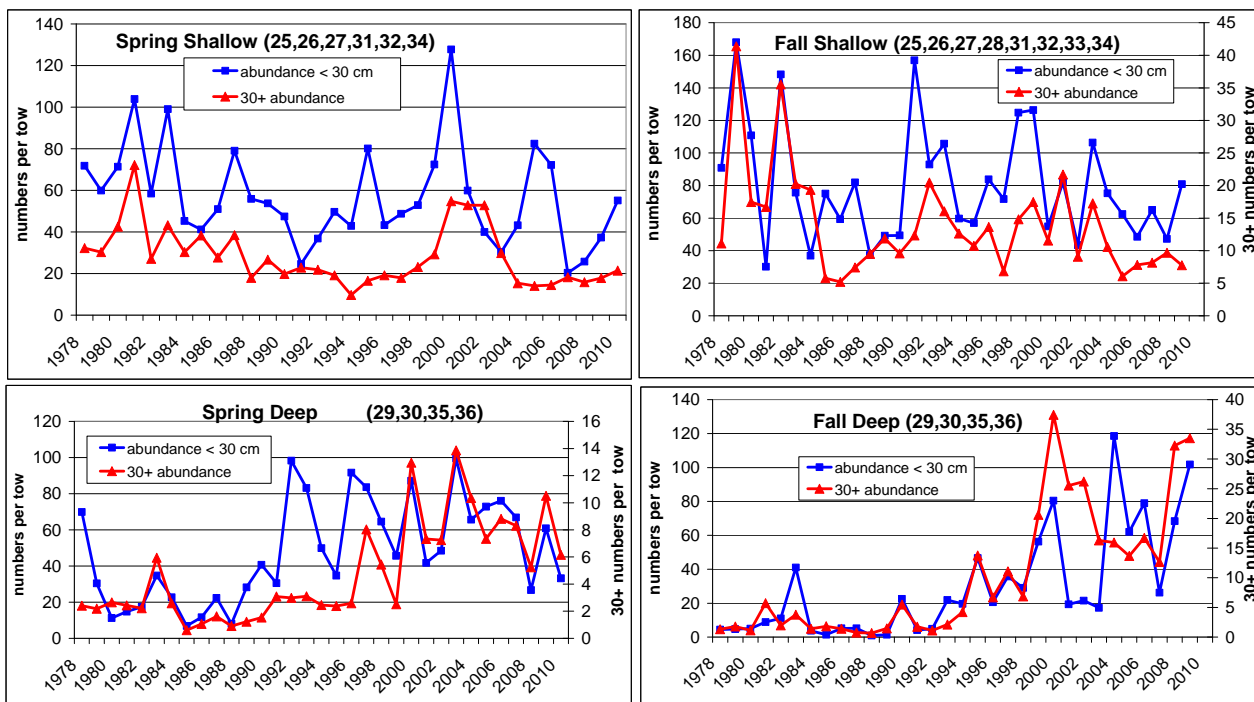 Spring Shallow (25,26,27,31,32,34)
abundance < 30 cm
30+ abundance
numbers per tow
140
120
100
80
60
40
20
0
1978 1980 1982 1984 1986 1988 1990 1992 1994 1996 1998 2000 2002 2004 2006 2008 2010
Fall Shallow (25,26,27,28,31,32,33,34)
abundance < 30 cm
30+ abundance
numbers per tow
180
160
140
120
100
80
60
40
20
0
30+ numbers per tow
45
40
35
30
25
20
15
10
5
0
1978 1980 1982 1984 1986 1988 1990 1992 1994 1996 1998 2000 2002 2004 2006 2008 2010
Spring Deep (29,30,35,36)
abundance < 30 cm
30+ abundance
numbers per tow
120
100
80
60
40
20
0
30+ numbers per tow
16
14
12
10
8
6
4
2
0
1978 1980 1982 1984 1986 1988 1990 1992 1994 1996 1998 2000 2002 2004 2006 2008 2010
Fall Deep (29,30,35,36)
abundance < 30 cm
30+ abundance
numbers per tow
140
120
100
80
60
40
20
0
30+ numbers per tow
40
35
30
25
20
15
10
5
0
1978 1980 1982 1984 1986 1988 1990 1992 1994 1996 1998 2000 2002 2004 2006 2008 2010